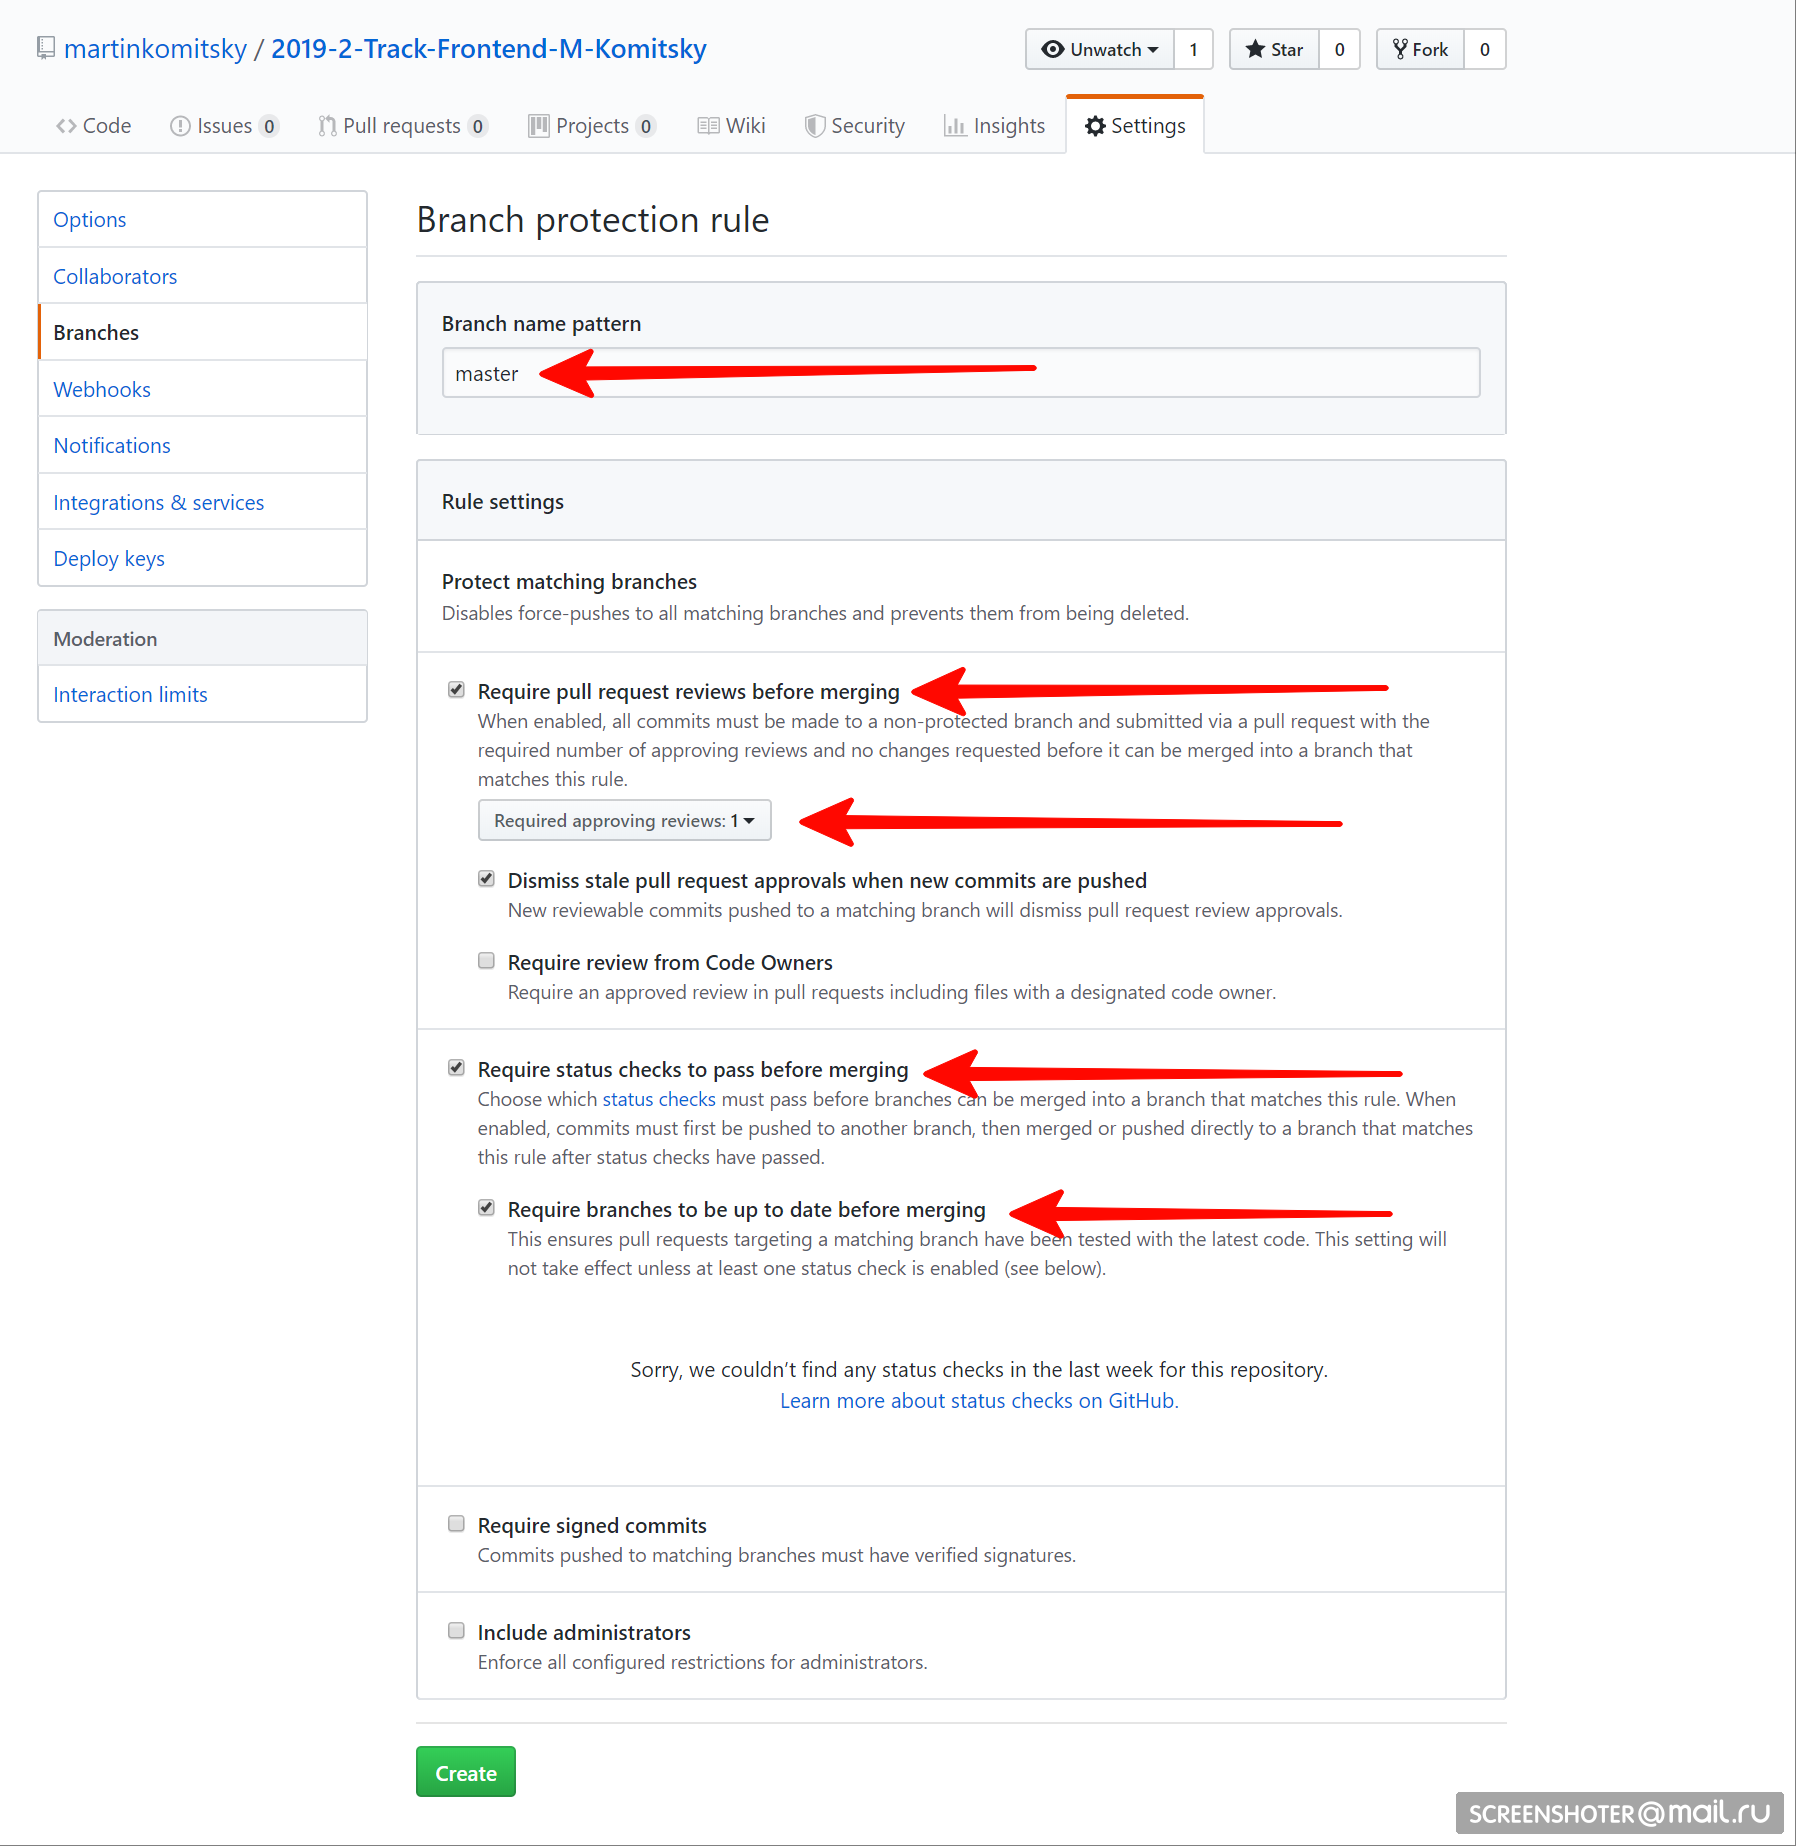 martinkomitsky / 2019-2-Track-Frontend-M-Komitsky
Unwatch 1 Star 0 Fork 0
Code Issues 0 Pull requests 0 Projects 0 Wiki Security Insights Settings
Options
Collaborators
Branches
Webhooks
Notifications
Integrations & services
Deploy keys
Moderation
Interaction limits
Branch protection rule
Branch name pattern
master
Rule settings
Protect matching branches
Disables force-pushes to all matching branches and prevents them from being deleted.
Require pull request reviews before merging
When enabled, all commits must be made to a non-protected branch and submitted via a pull request with the
required number of approving reviews and no changes requested before it can be merged into a branch that
matches this rule.
Required approving reviews: 1
Dismiss stale pull request approvals when new commits are pushed
New reviewable commits pushed to a matching branch will dismiss pull request review approvals.
Require review from Code Owners
Require an approved review in pull requests including files with a designated code owner.
Require status checks to pass before merging
Choose which status checks must pass before branches can be merged into a branch that matches this rule. When
enabled, commits must first be pushed to another branch, then merged or pushed directly to a branch that matches
this rule after status checks have passed.
Require branches to be up to date before merging
This ensures pull requests targeting a matching branch have been tested with the latest code. This setting will
not take effect unless at least one status check is enabled (see below).
Sorry, we couldn’t find any status checks in the last week for this repository.
Learn more about status checks on GitHub.
Require signed commits
Commits pushed to matching branches must have verified signatures.
Include administrators
Enforce all configured restrictions for administrators.
Create
SCREENSHOTER@mail.ru